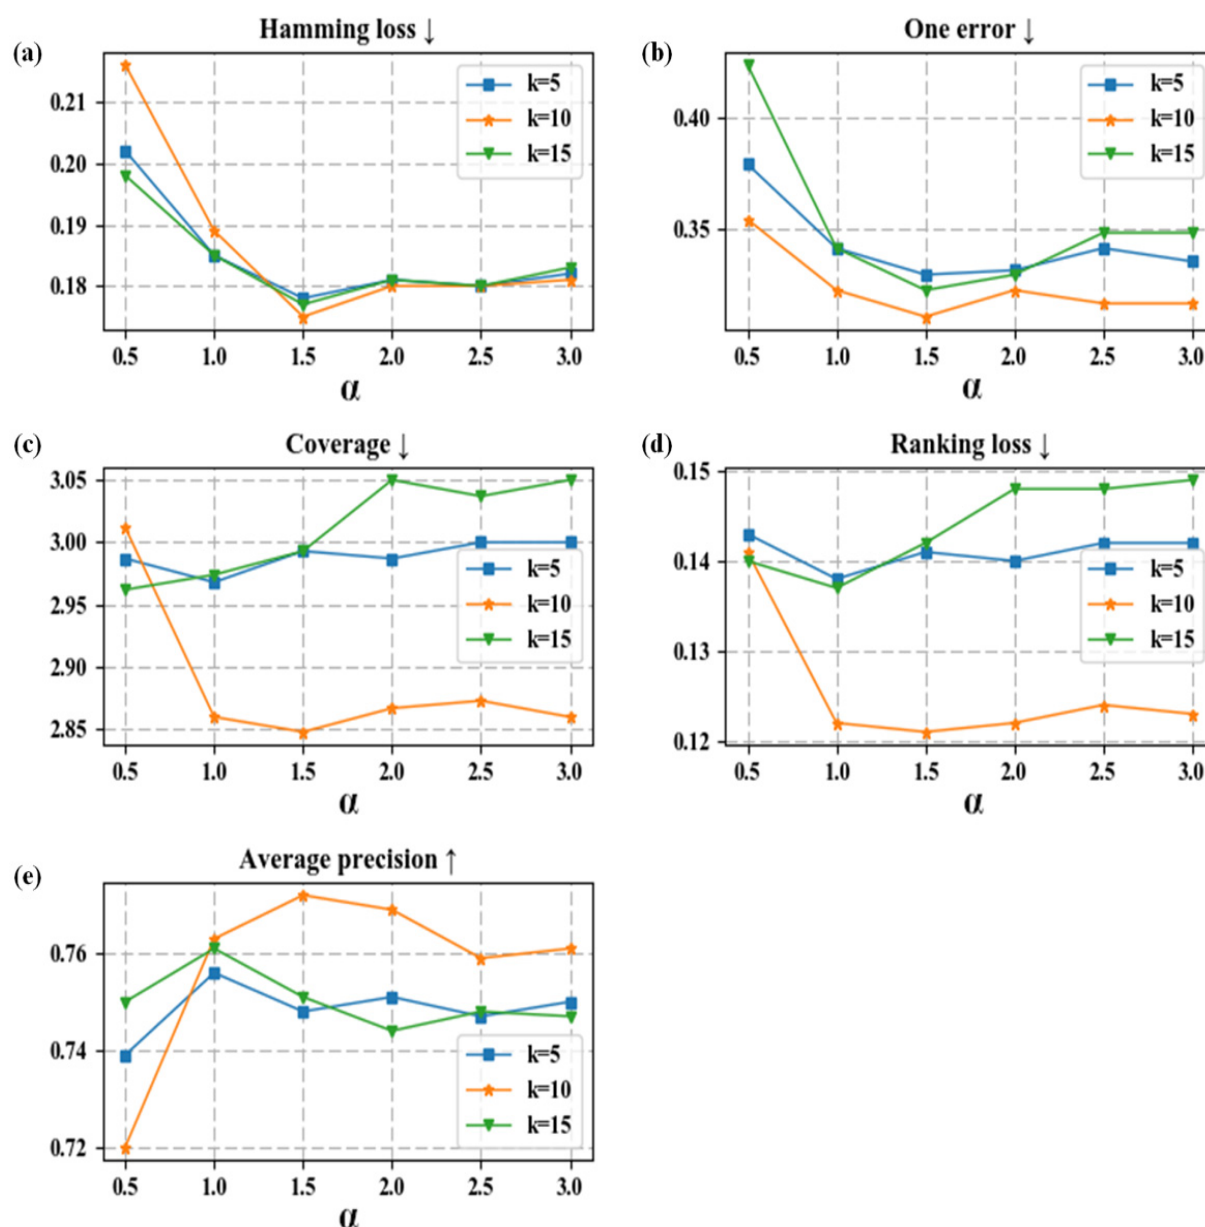 Hamming loss ↓
(a)
k=5
k=10
k=15
0.21
0.20
0.19
0.18
0.5 1.0 1.5 2.0 2.5 3.0
α
One error ↓
(b)
k=5
k=10
k=15
0.40
0.35
0.5 1.0 1.5 2.0 2.5 3.0
α
Coverage ↓
(c)
3.05
3.00
2.95
2.90
2.85
k=5
k=10
k=15
0.5 1.0 1.5 2.0 2.5 3.0
α
Ranking loss ↓
(d)
0.15
0.14
0.13
0.12
k=5
k=10
k=15
0.5 1.0 1.5 2.0 2.5 3.0
α
Average precision ↑
(e)
0.76
0.74
0.72
k=5
k=10
k=15
0.5 1.0 1.5 2.0 2.5 3.0
α